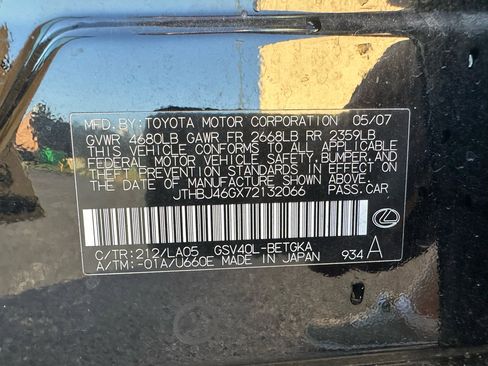 MFD. BY: TOYOTA MOTOR CORPORATION 05/07
GVWR 4680LB GAWR FR 2668LB RR 2359LB
THIS VEHICLE CONFORMS TO ALL APPLICABLE
FEDERAL MOTOR VEHICLE SAFETY, BUMPER, AND
THEFT PREVENTION STANDARDS IN EFFECT ON
THE DATE OF MANUFACTURE SHOWN ABOVE.
JTHBJ46GX72132066 PASS. CAR
C/TR: 212/LA05 GSV40L-BETGKA
A/TM: -01A/U660E MADE IN JAPAN 934 A